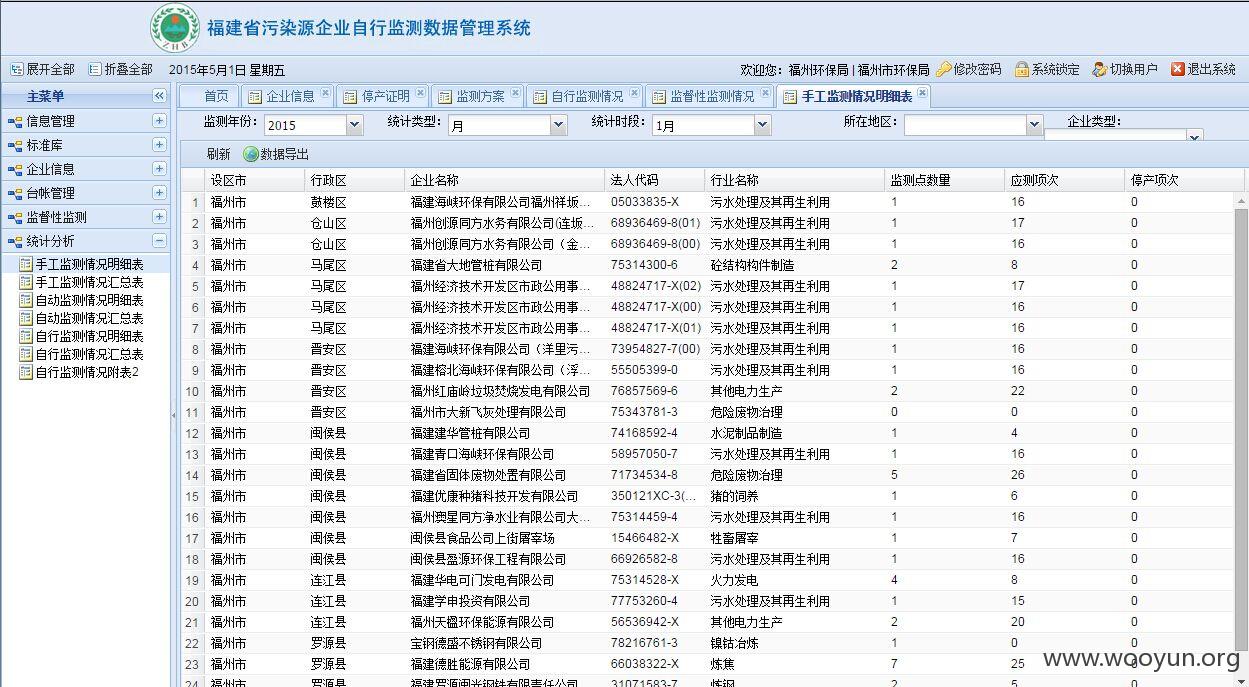 ZHB
福建省污染源企业自行监测数据管理系统
展开全部 折叠全部 2015年5月1日 星期五 欢迎您：福州环保局 | 福州市环保局 修改密码 系统锁定 切换用户 退出系统
主菜单
信息管理
标准库
企业信息
台帐管理
监督性监测
统计分析
手工监测情况明细表
手工监测情况汇总表
自动监测情况明细表
自动监测情况汇总表
自行监测情况明细表
自行监测情况汇总表
自行监测情况附表2
首页 企业信息 停产证明 监测方案 自行监测情况 监督性监测情况 手工监测情况明细表
监测年份： 2015 统计类型： 月 统计时段： 1月 所在地区： 企业类型：
刷新 数据导出
设区市 行政区 企业名称 法人代码 行业名称 监测点数量 应测项次 停产项次
1 福州市 鼓楼区 福建海峡环保有限公司福州祥坂... 05033835-X 污水处理及其再生利用 1 16 0
2 福州市 仓山区 福州创源同方水务有限公司(连坂... 68936469-8(01) 污水处理及其再生利用 1 17 0
3 福州市 仓山区 福州创源同方水务有限公司（金... 68936469-8(00) 污水处理及其再生利用 1 16 0
4 福州市 马尾区 福建省大地管桩有限公司 75314300-6 砼结构构件制造 2 8 0
5 福州市 马尾区 福州经济技术开发区市政公用事... 48824717-X(02) 污水处理及其再生利用 1 17 0
6 福州市 马尾区 福州经济技术开发区市政公用事... 48824717-X(00) 污水处理及其再生利用 1 16 0
7 福州市 马尾区 福州经济技术开发区市政公用事... 48824717-X(01) 污水处理及其再生利用 1 16 0
8 福州市 晋安区 福建海峡环保有限公司（洋里污... 73954827-7(00) 污水处理及其再生利用 1 16 0
9 福州市 晋安区 福建榕北海峡环保有限公司（浮... 55505399-0 污水处理及其再生利用 1 16 0
10 福州市 晋安区 福州红庙岭垃圾焚烧发电有限公司 76857569-6 其他电力生产 2 22 0
11 福州市 晋安区 福州市大新飞灰处理有限公司 75343781-3 危险废物治理 0 0 0
12 福州市 闽侯县 福建建华管桩有限公司 74168592-4 水泥制品制造 1 4 0
13 福州市 闽侯县 福建青口海峡环保有限公司 58957050-7 污水处理及其再生利用 1 16 0
14 福州市 闽侯县 福建省固体废物处置有限公司 71734534-8 危险废物治理 5 26 0
15 福州市 闽侯县 福建优康种猪科技开发有限公司 350121XC-3(... 猪的饲养 1 6 0
16 福州市 闽侯县 福州澳星同方净水业有限公司大... 75314459-4 污水处理及其再生利用 1 16 0
17 福州市 闽侯县 闽侯县食品公司上街屠宰场 15466482-X 牲畜屠宰 1 7 0
18 福州市 闽侯县 闽侯县盈源环保工程有限公司 66926582-8 污水处理及其再生利用 1 16 0
19 福州市 连江县 福建华电可门发电有限公司 75314528-X 火力发电 4 8 0
20 福州市 连江县 福建学申投资有限公司 77753260-4 污水处理及其再生利用 1 15 0
21 福州市 连江县 福州天楹环保能源有限公司 56536942-X 其他电力生产 2 20 0
22 福州市 罗源县 宝钢德盛不锈钢有限公司 78216761-3 镍钴冶炼 1 0 0
23 福州市 罗源县 福建德胜能源有限公司 66038322-X 炼焦 7 25
24 福州市 罗源县 福建罗源闽光钢铁有限责任公司 31071583-7 炼钢 2 5 0
www.wooyun.org